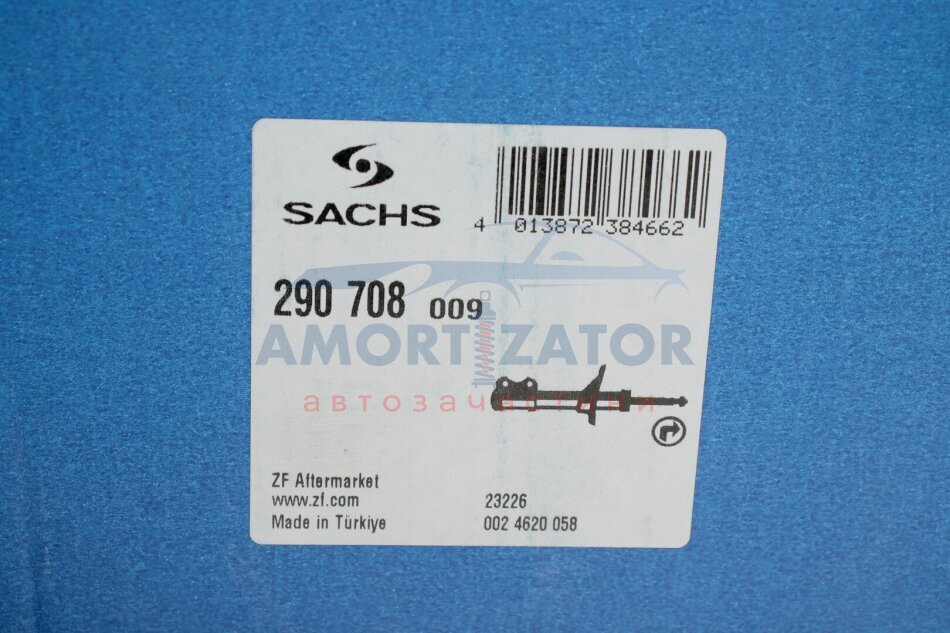 SACHS
4 013872 384662
290 708 009
AMORTIZATOR
автозачастини
ZF Aftermarket
www.zf.com
Made in Türkiye
23226
002 4620 058